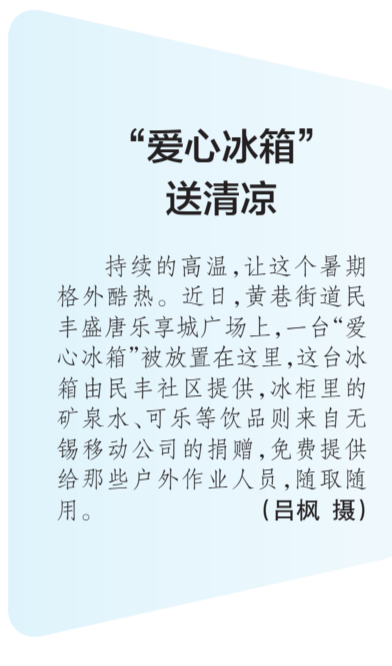 “爱心冰箱”
送清凉
持续的高温,让这个暑期
格外酷热。近日,黄巷街道民
丰盛唐乐享城广场上,一台“爱
心冰箱”被放置在这里,这台冰
箱由民丰社区提供,冰柜里的
矿泉水、可乐等饮品则来自无
锡移动公司的捐赠,免费提供
给那些户外作业人员,随取随
用。 (吕枫 摄)